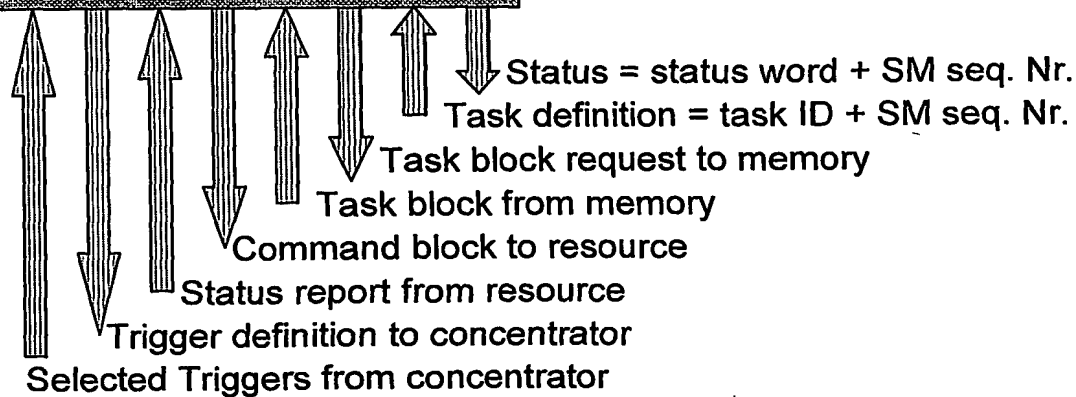 Status = status word + SM seq. Nr.
Task definition = task ID + SM seq. Nr.
Task block request to memory
Task block from memory
Command block to resource
Status report from resource
Trigger definition to concentrator
Selected Triggers from concentrator